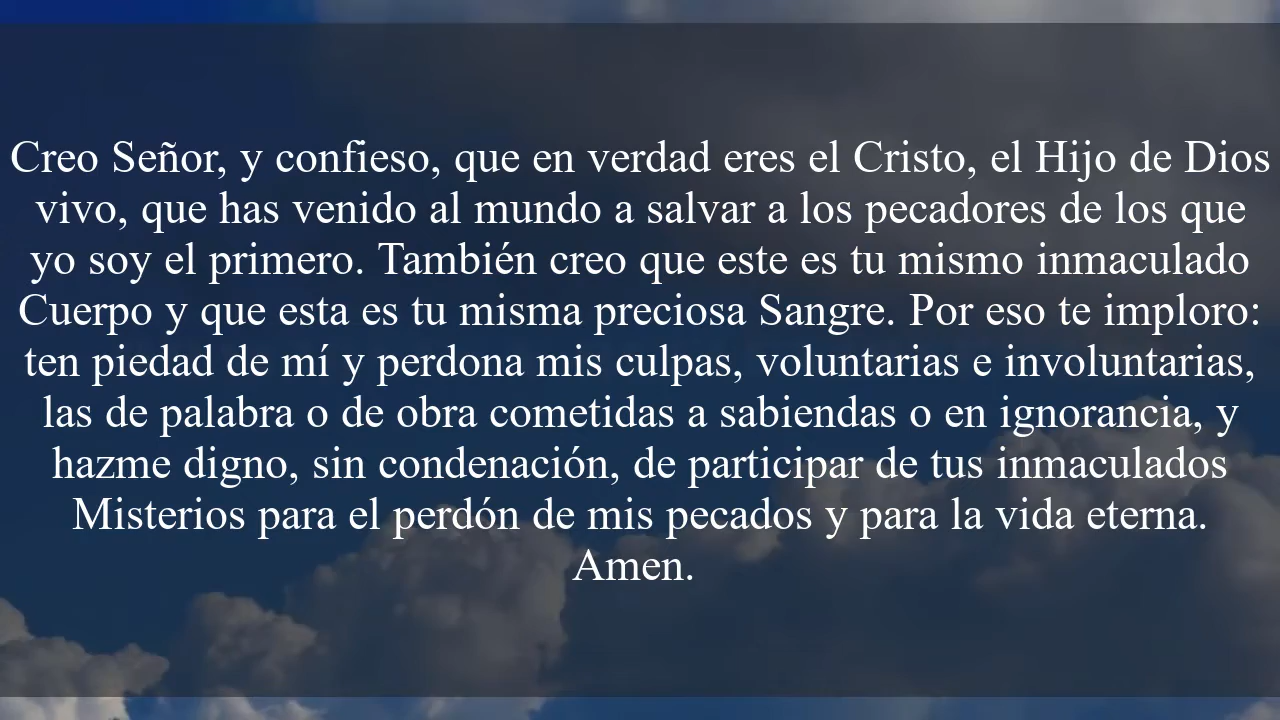 Creo Señor, y confieso, que en verdad eres el Cristo, el Hijo de Dios
vivo, que has venido al mundo a salvar a los pecadores de los que
yo soy el primero. También creo que este es tu mismo inmaculado
Cuerpo y que esta es tu misma preciosa Sangre. Por eso te imploro:
ten piedad de mí y perdona mis culpas, voluntarias e involuntarias,
las de palabra o de obra cometidas a sabiendas o en ignorancia, y
hazme digno, sin condenación, de participar de tus inmaculados
Misterios para el perdón de mis pecados y para la vida eterna.
Amen.